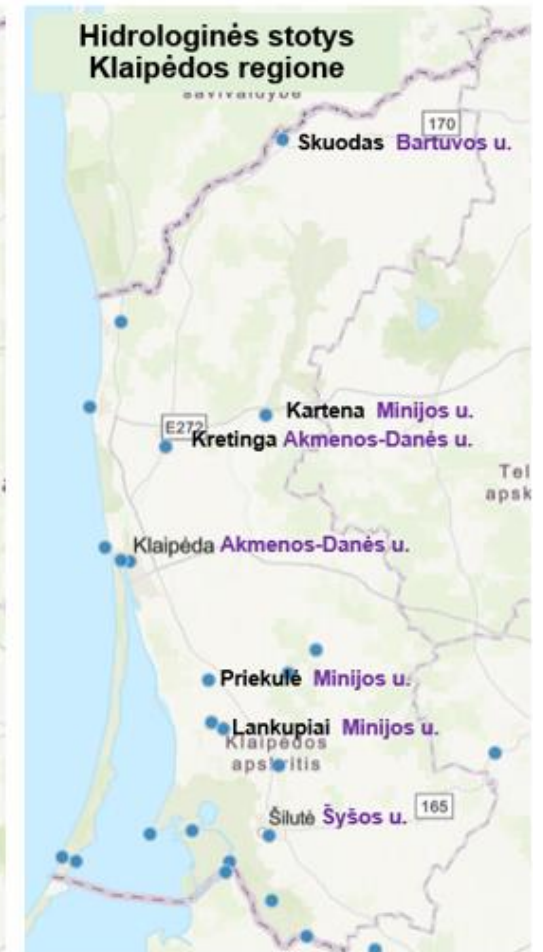 Hidrologinės stotys
Klaipėdos regione
savivaldybė
170
Skuodas Bartuvos u.
Kartena Minijos u.
E272
Kretinga Akmenos-Danės u.
Tel
apsk
Klaipėda Akmenos-Danės u.
Priekulė Minijos u.
Lankupiai Minijos u.
Klaipėdos
apskritis
165
Šilutė Šyšos u.